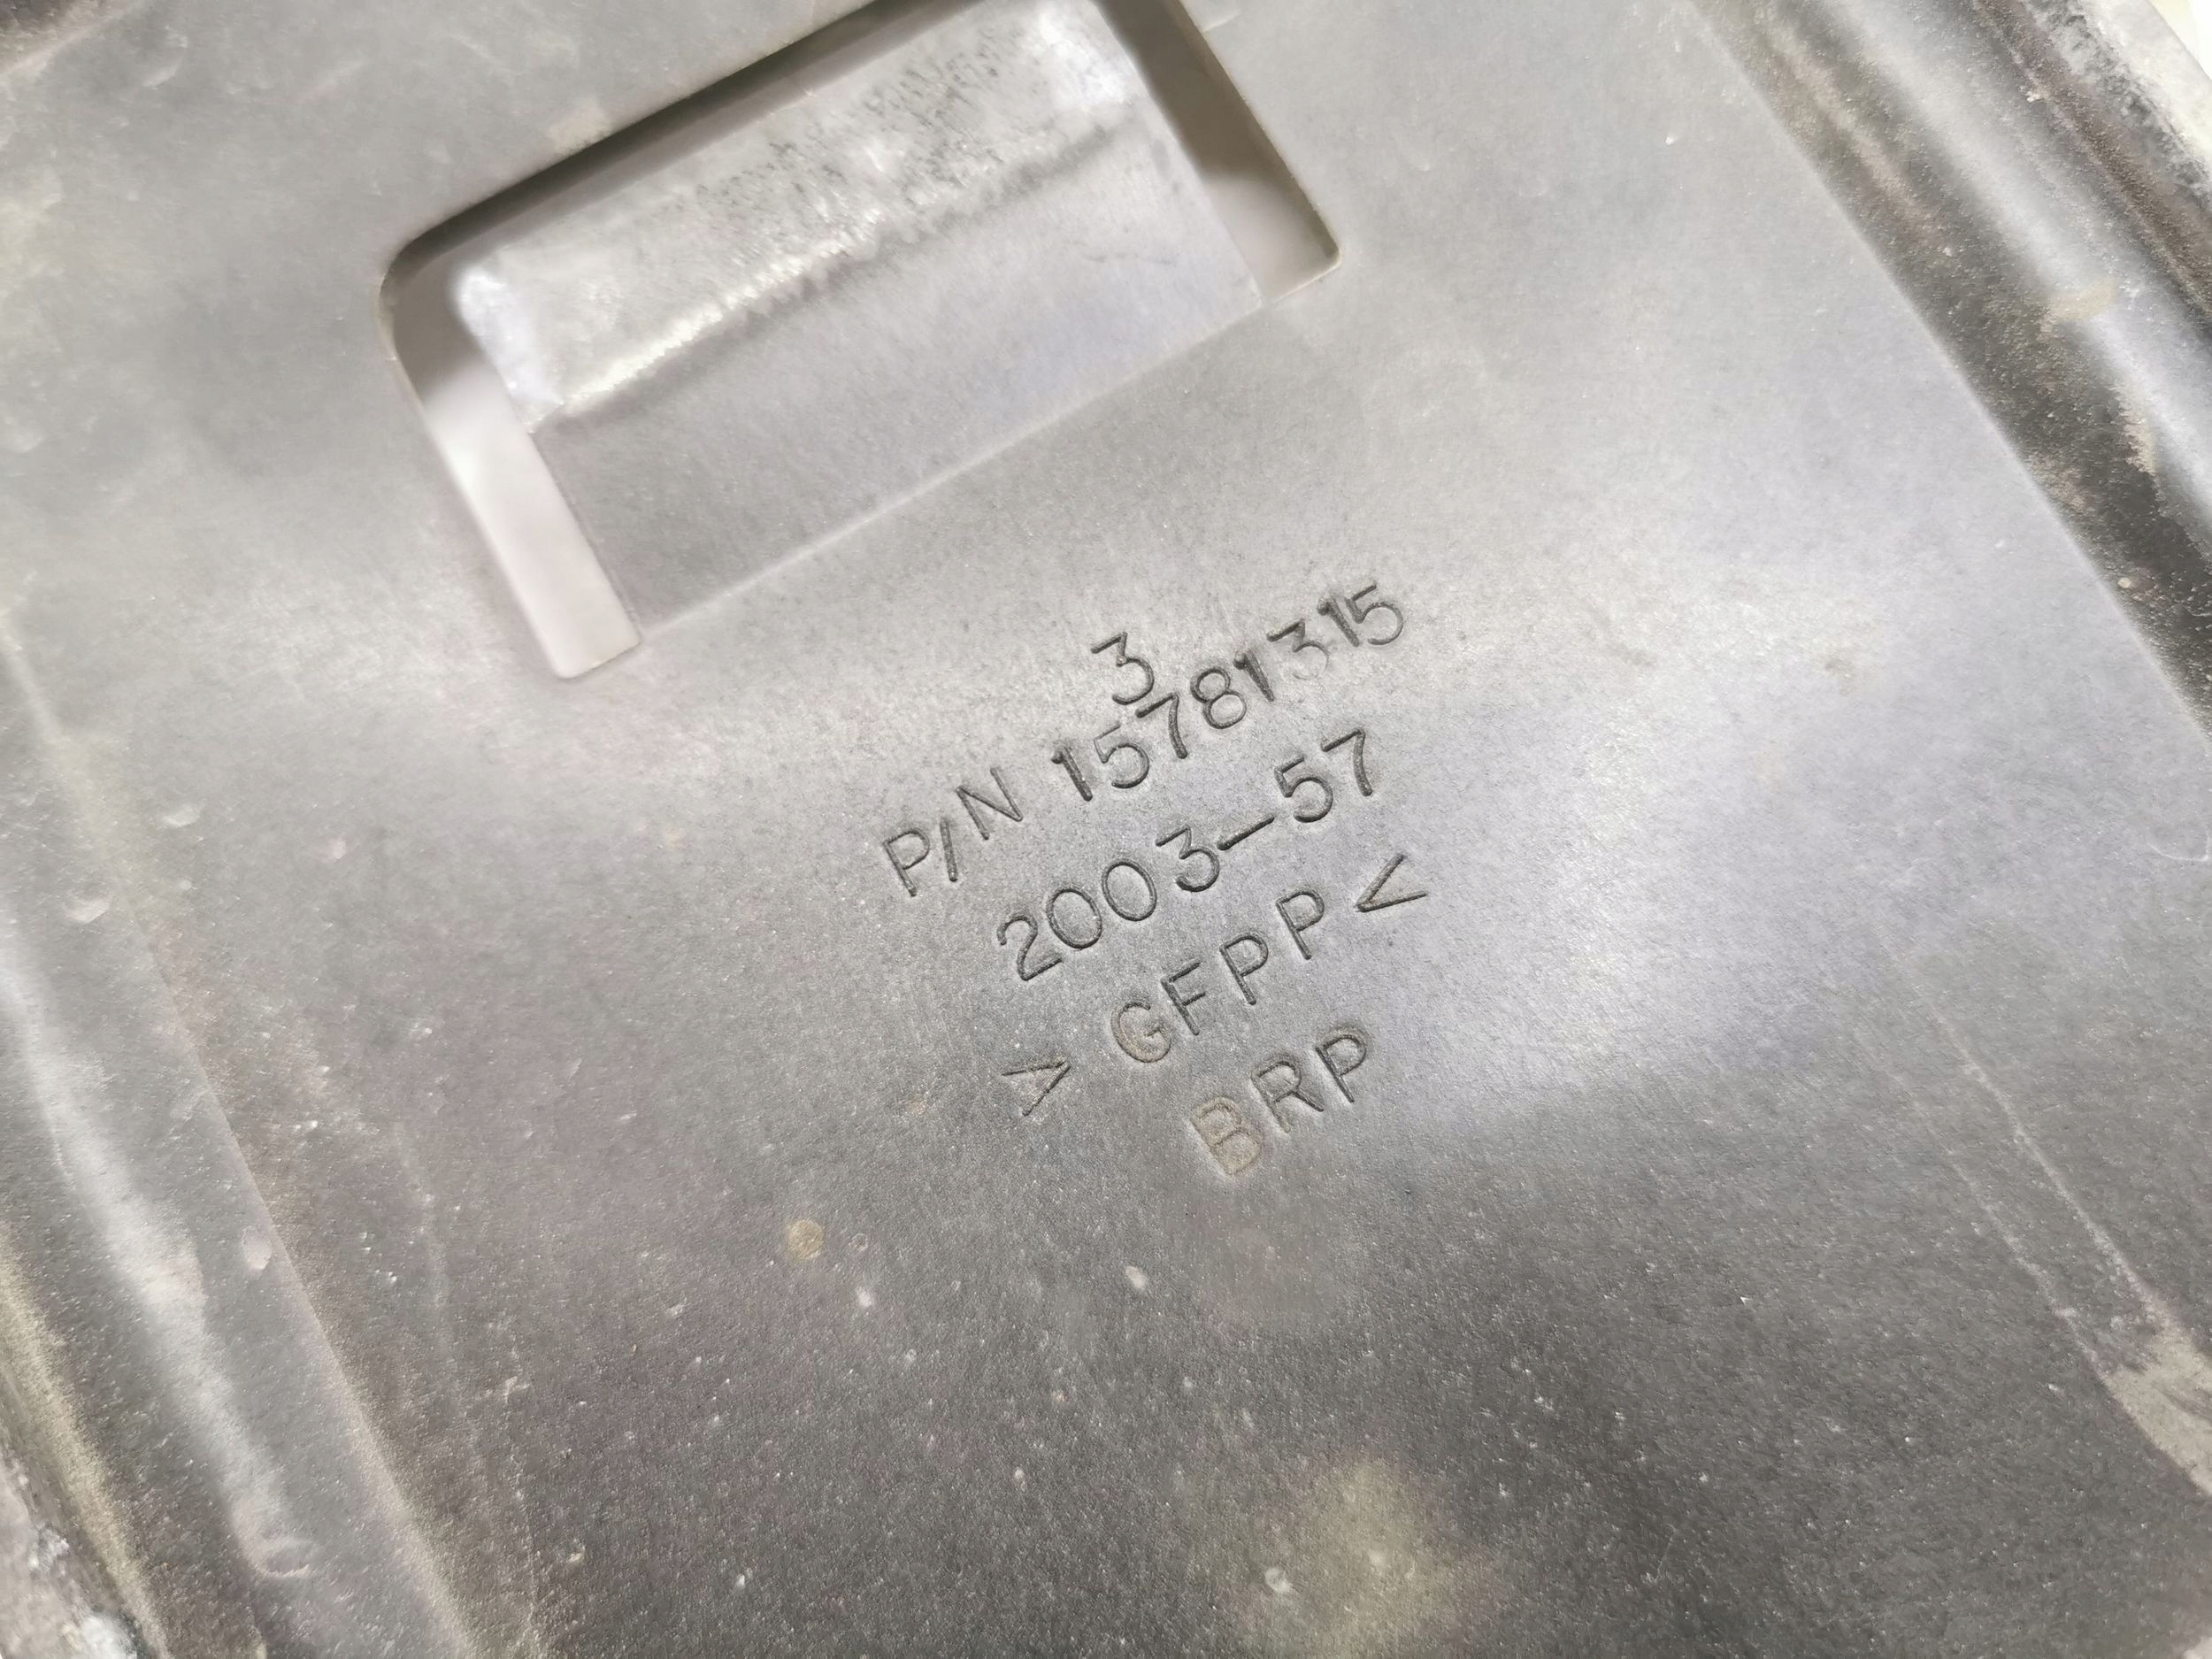 3
P/N 15781315
2003-57
> GFPP <
BRP